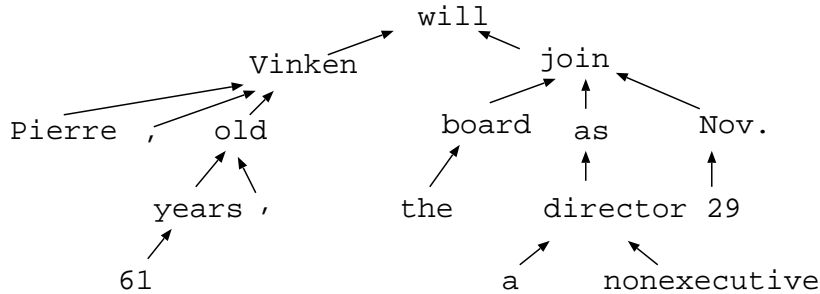 will
Vinken join
Pierre , old board as Nov.
years , the director 29
61 a nonexecutive